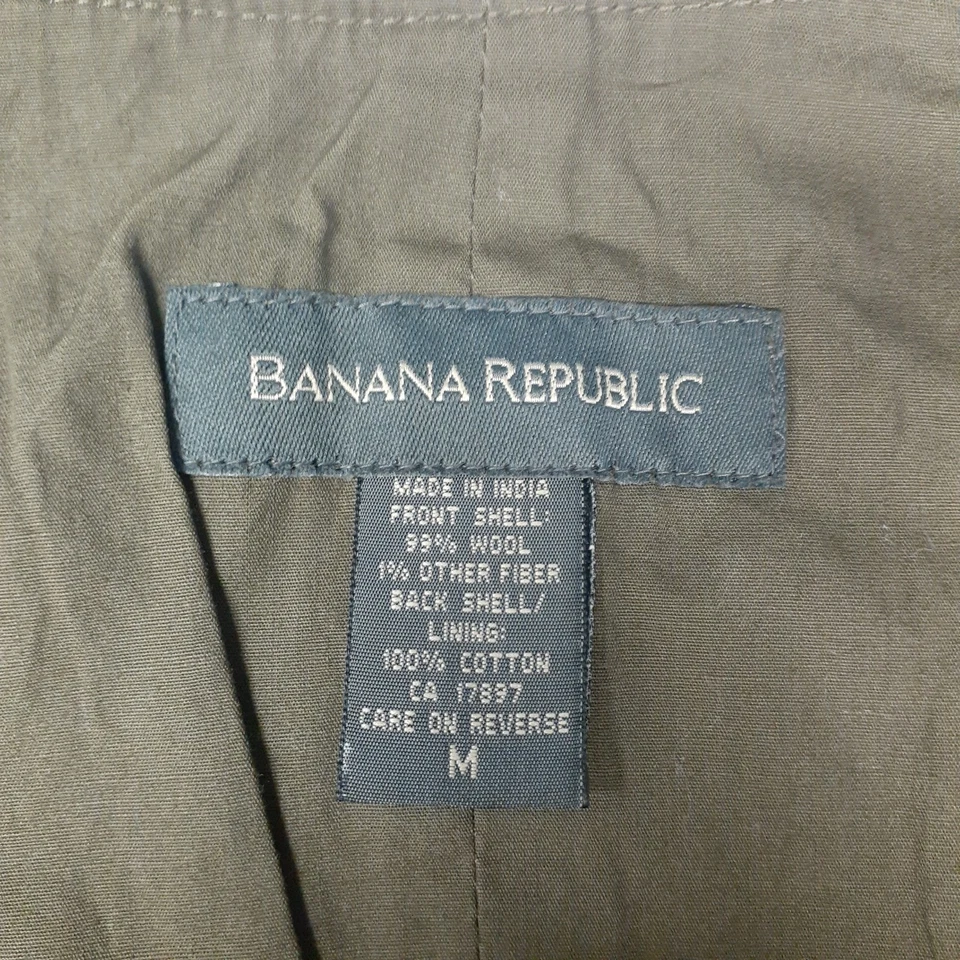 BANANA REPUBLIC
MADE IN INDIA
FRONT SHELL:
99% WOOL
1% OTHER FIBER
BACK SHELL/
LINING:
100% COTTON
CA 17897
CARE ON REVERSE
M